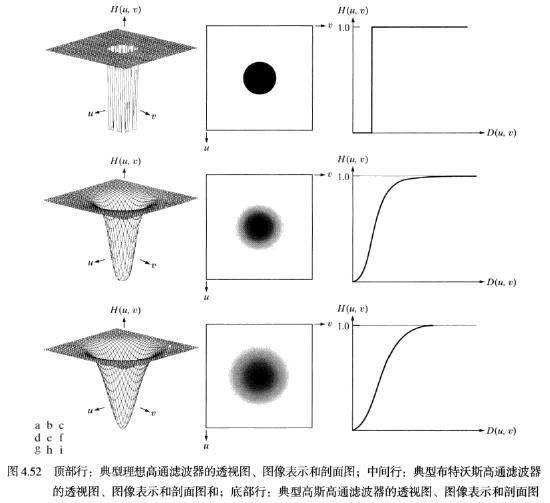 H(u, v)
v
H(u, v)
1.0
u
v
u
D(u, v)
H(u, v)
v
H(u, v)
1.0
u
v
u
D(u, v)
H(u, v)
v
H(u, v)
1.0
u
v
u
D(u, v)
a b c
d e f
g h i
图 4.52 顶部行：典型理想高通滤波器的透视图、图像表示和剖面图；中间行：典型布特沃斯高通滤波器
的透视图、图像表示和剖面图和；底部行：典型高斯高通滤波器的透视图、图像表示和剖面图